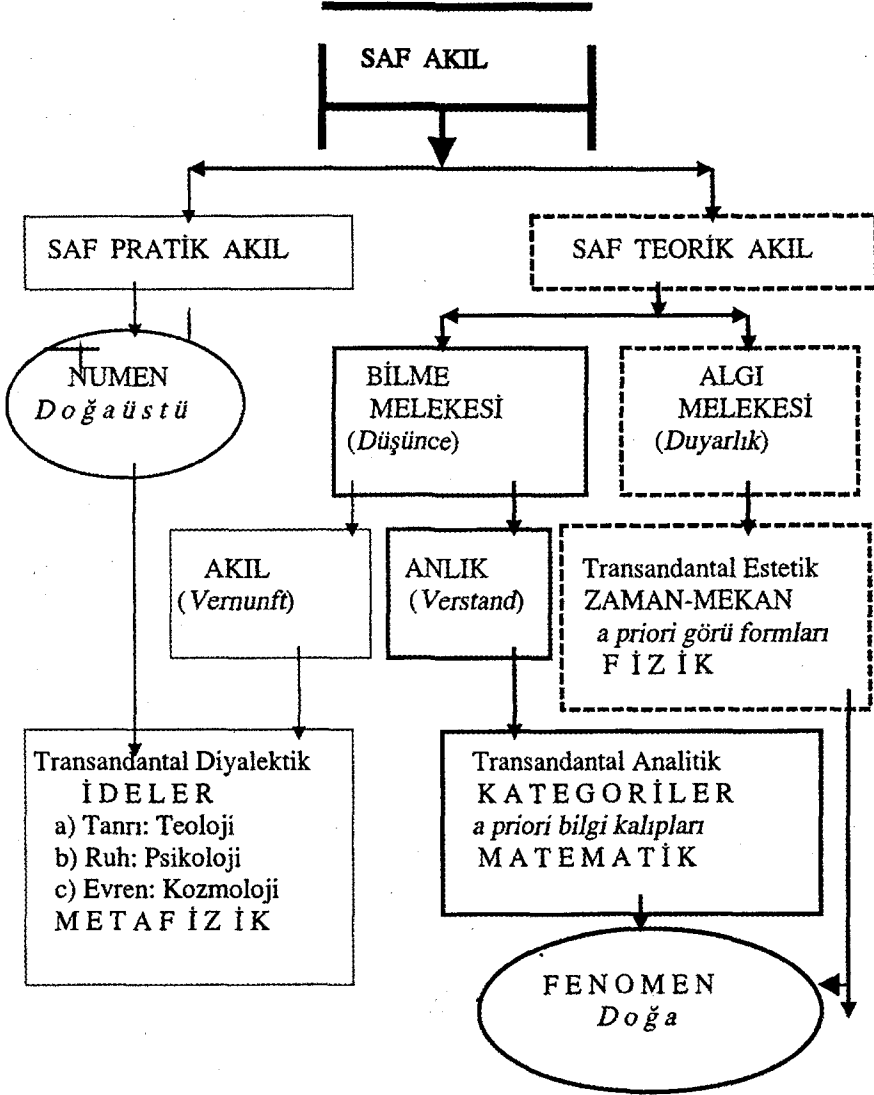 SAF AKIL
SAF PRATİK AKIL
SAF TEORİK AKIL
NUMEN
Doğaüstü
BİLME
MELEKESİ
(Düşünce)
ALGI
MELEKESİ
(Duyarlık)
AKIL
(Vernunft)
ANLIK
(Verstand)
Transandantal Estetik
ZAMAN-MEKAN
a priori görü formları
FİZİK
Transandantal Diyalektik
İDELER
a) Tanrı: Teoloji
b) Ruh: Psikoloji
c) Evren: Kozmoloji
METAFİZİK
Transandantal Analitik
KATEGORİLER
a priori bilgi kalıpları
MATEMATİK
FENOMEN
Doğa